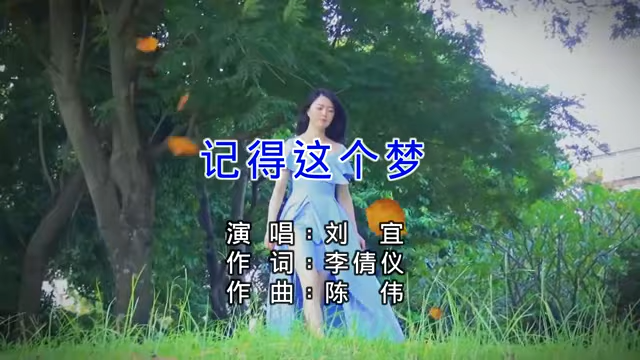 记得这个梦
演 唱：刘 宜
作 词：李倩仪
作 曲：陈 伟